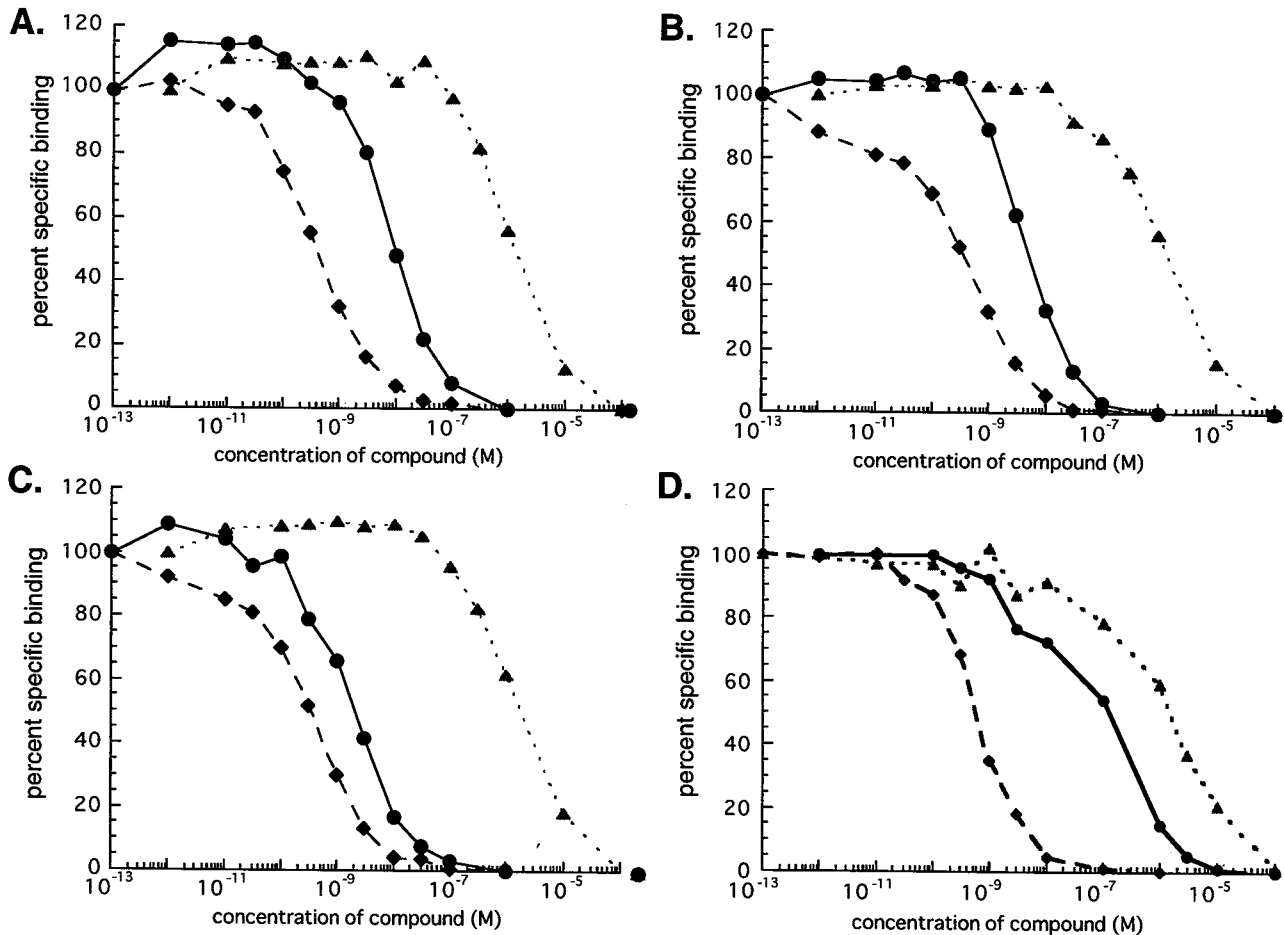 A.
percent specific binding
120
100
80
60
40
20
0
10-13 10-11 10-9 10-7 10-5
concentration of compound (M)
B.
percent specific binding
120
100
80
60
40
20
0
10-13 10-11 10-9 10-7 10-5
concentration of compound (M)
C.
percent specific binding
120
100
80
60
40
20
0
10-13 10-11 10-9 10-7 10-5
concentration of compound (M)
D.
percent specific binding
120
100
80
60
40
20
0
10-13 10-11 10-9 10-7 10-5
concentration of compound (M)